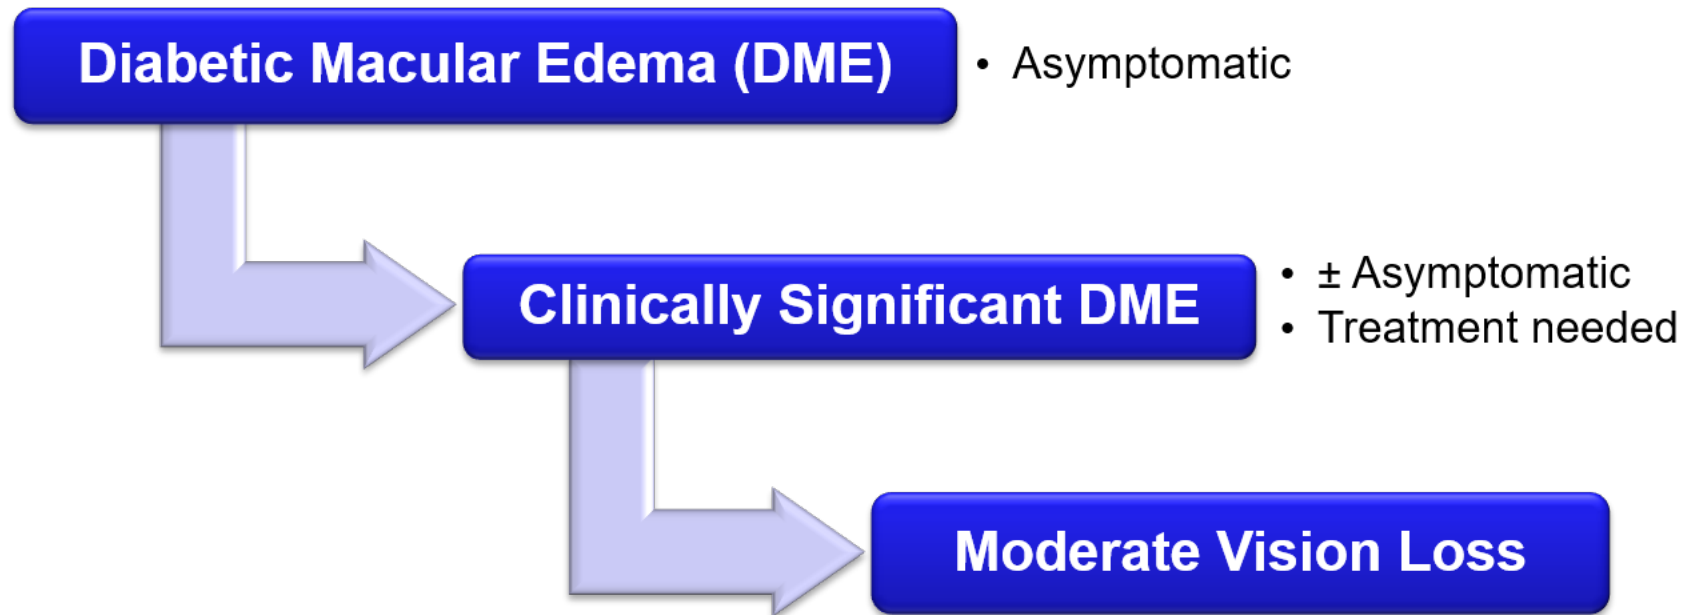 Diabetic Macular Edema (DME)
• Asymptomatic
Clinically Significant DME
• ± Asymptomatic
• Treatment needed
Moderate Vision Loss